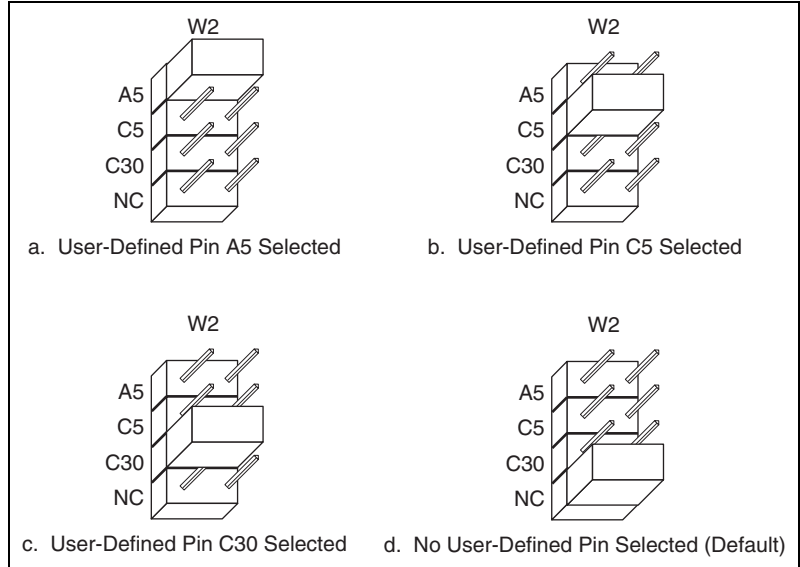 W2
A5
C5
C30
NC
a. User-Defined Pin A5 Selected
W2
A5
C5
C30
NC
b. User-Defined Pin C5 Selected
W2
A5
C5
C30
NC
c. User-Defined Pin C30 Selected
W2
A5
C5
C30
NC
d. No User-Defined Pin Selected (Default)